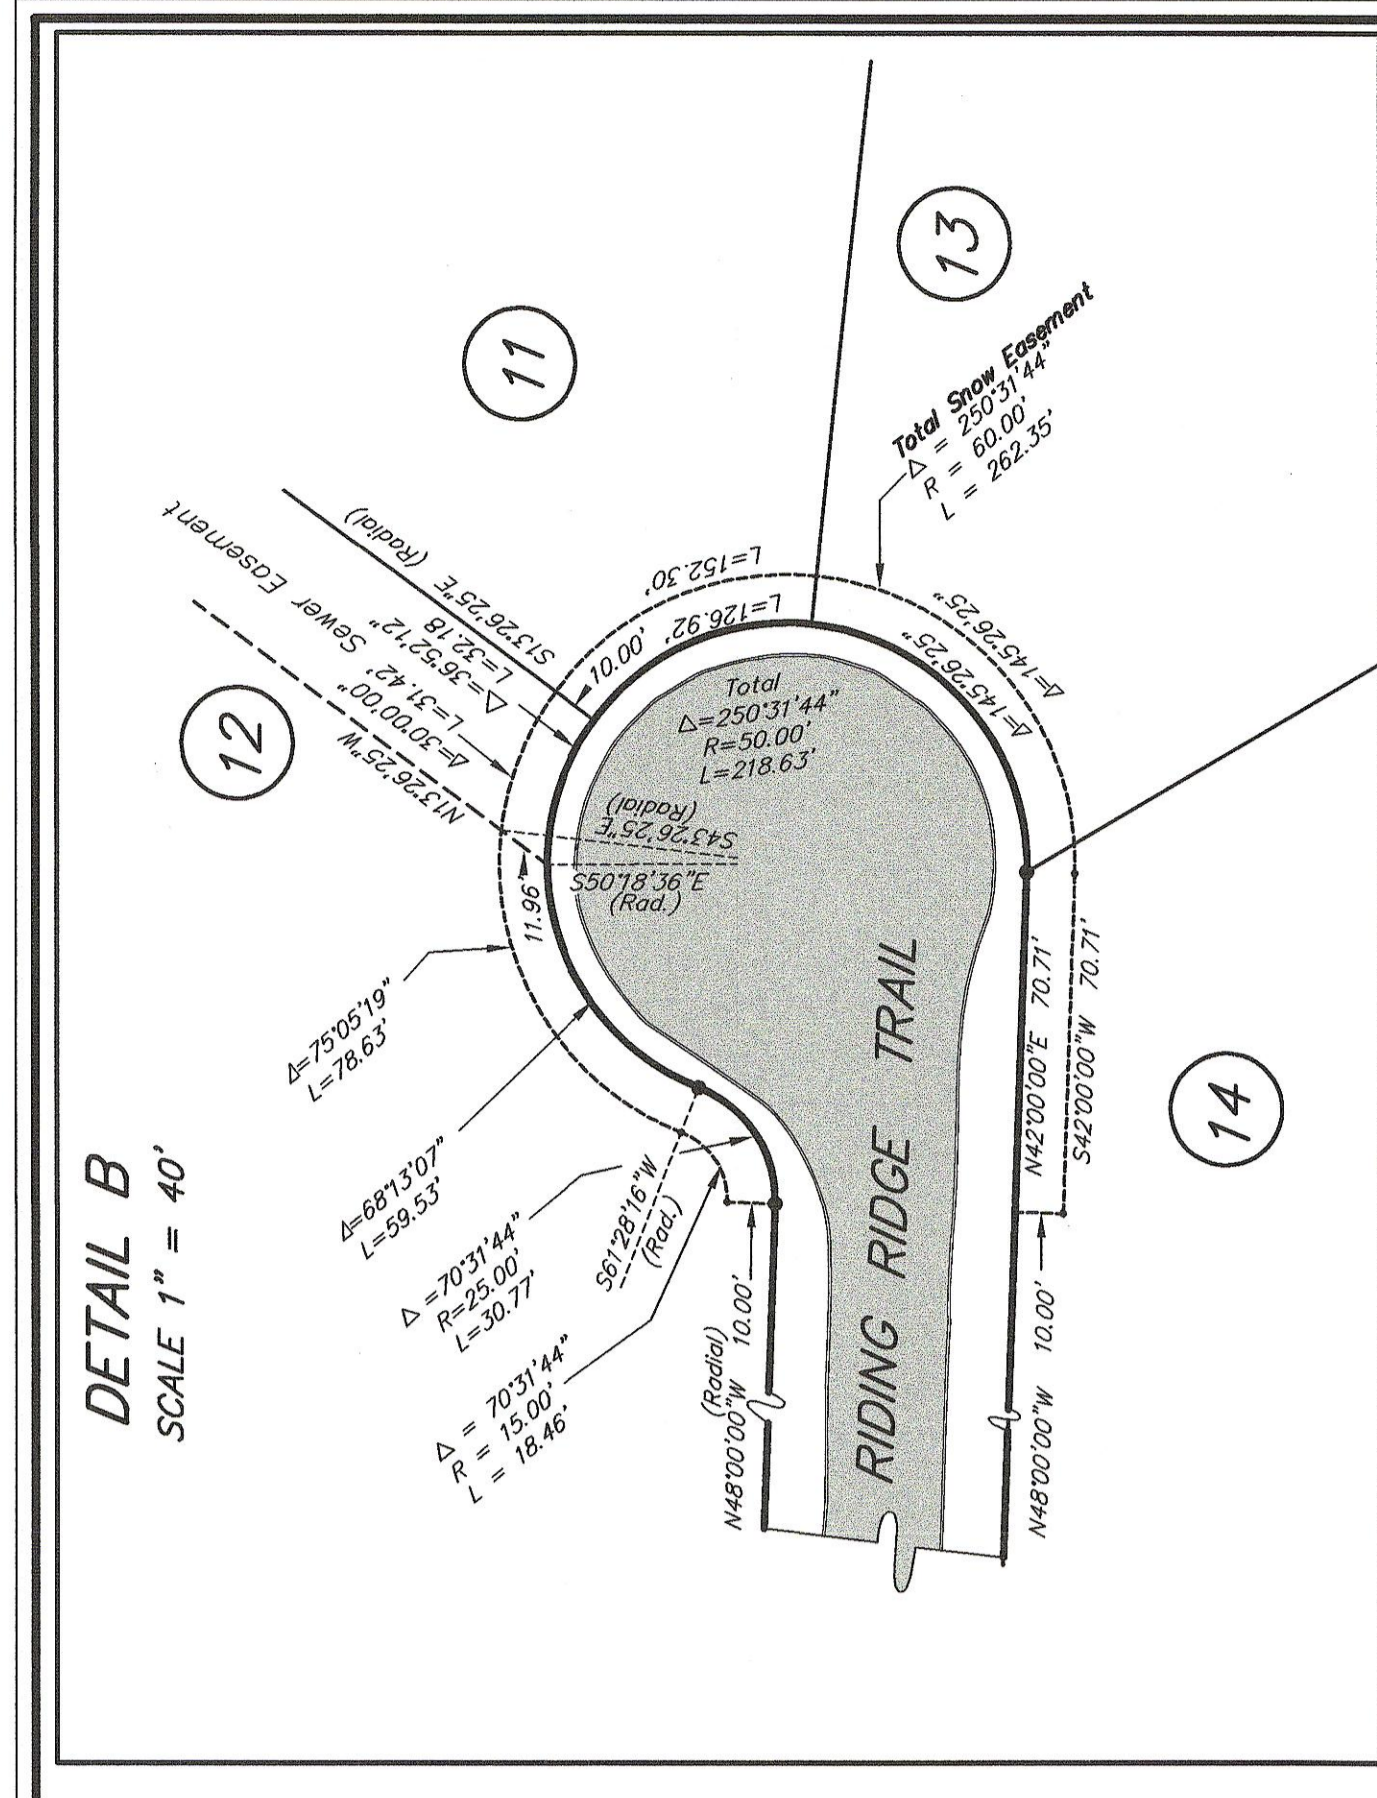 DETAIL B
SCALE 1" = 40'
12
11
13
14
Sewer Easement
S13°26'25"E (Radial)
Δ=36°52'12"
L=32.18
Δ=30°00'00"
L=31.42'
N13°26'25"W
10.00'
L=126.92'
L=152.30'
Total Snow Easement
Δ = 250°31'44"
R = 60.00'
L = 262.35'
Δ=145°26'25"
Δ=145°26'25"
Total
Δ=250°31'44"
R=50.00'
L=218.63'
S43°26'25"E
(Radial)
S50°18'36"E
(Rad.)
11.96'
Δ=75°05'19"
L=78.63'
Δ=68°13'07"
L=59.53'
Δ=70°31'44"
R=25.00'
L=30.77'
Δ = 70°31'44"
R = 15.00'
L = 18.46'
S61°28'16"W
(Rad.)
(Radial)
N48°00'00"W 10.00'
RIDING RIDGE TRAIL
N42°00'00"E 70.71'
S42°00'00"W 70.71'
N48°00'00"W 10.00'